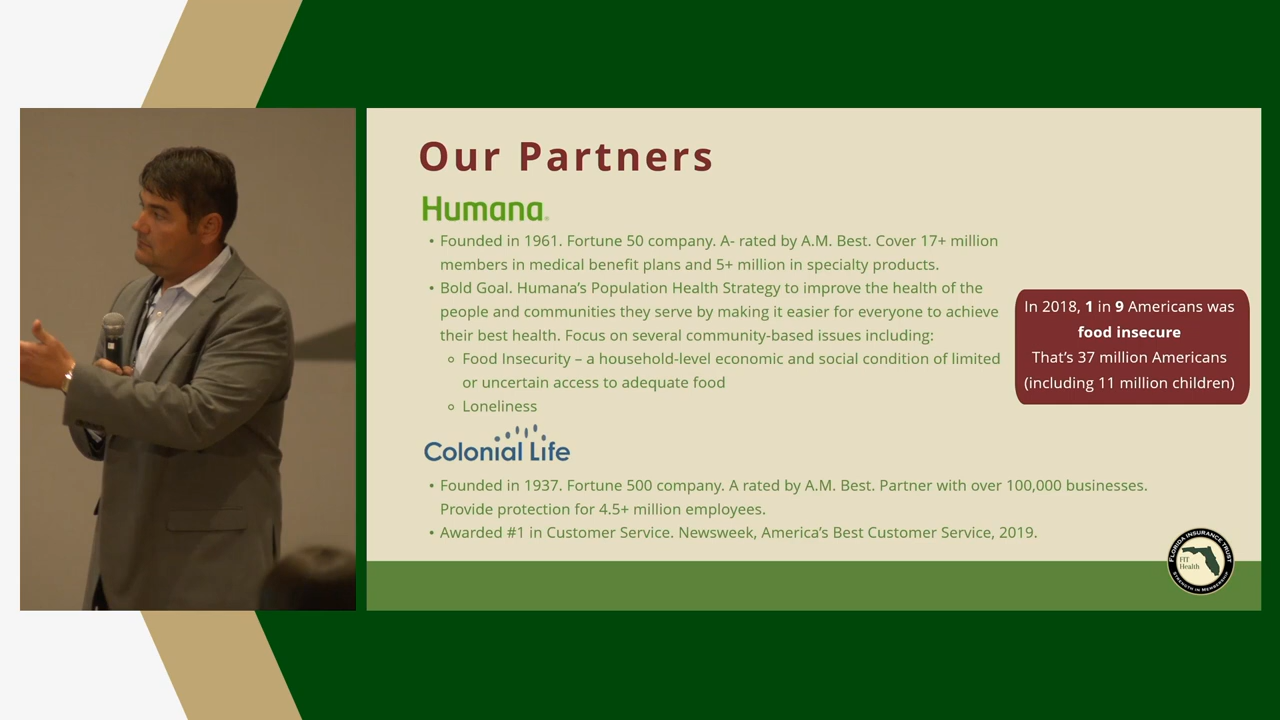 Our Partners
Humana
• Founded in 1961. Fortune 50 company. A- rated by A.M. Best. Cover 17+ million
members in medical benefit plans and 5+ million in specialty products.
• Bold Goal. Humana’s Population Health Strategy to improve the health of the
people and communities they serve by making it easier for everyone to achieve
their best health. Focus on several community-based issues including:
◦ Food Insecurity – a household-level economic and social condition of limited
or uncertain access to adequate food
◦ Loneliness
In 2018, 1 in 9 Americans was
food insecure
That’s 37 million Americans
(including 11 million children)
Colonial Life
• Founded in 1937. Fortune 500 company. A rated by A.M. Best. Partner with over 100,000 businesses.
Provide protection for 4.5+ million employees.
• Awarded #1 in Customer Service. Newsweek, America’s Best Customer Service, 2019.
FLORIDA INSURANCE TRUST
FIT
Health
STRENGTH IN MEMBERSHIP